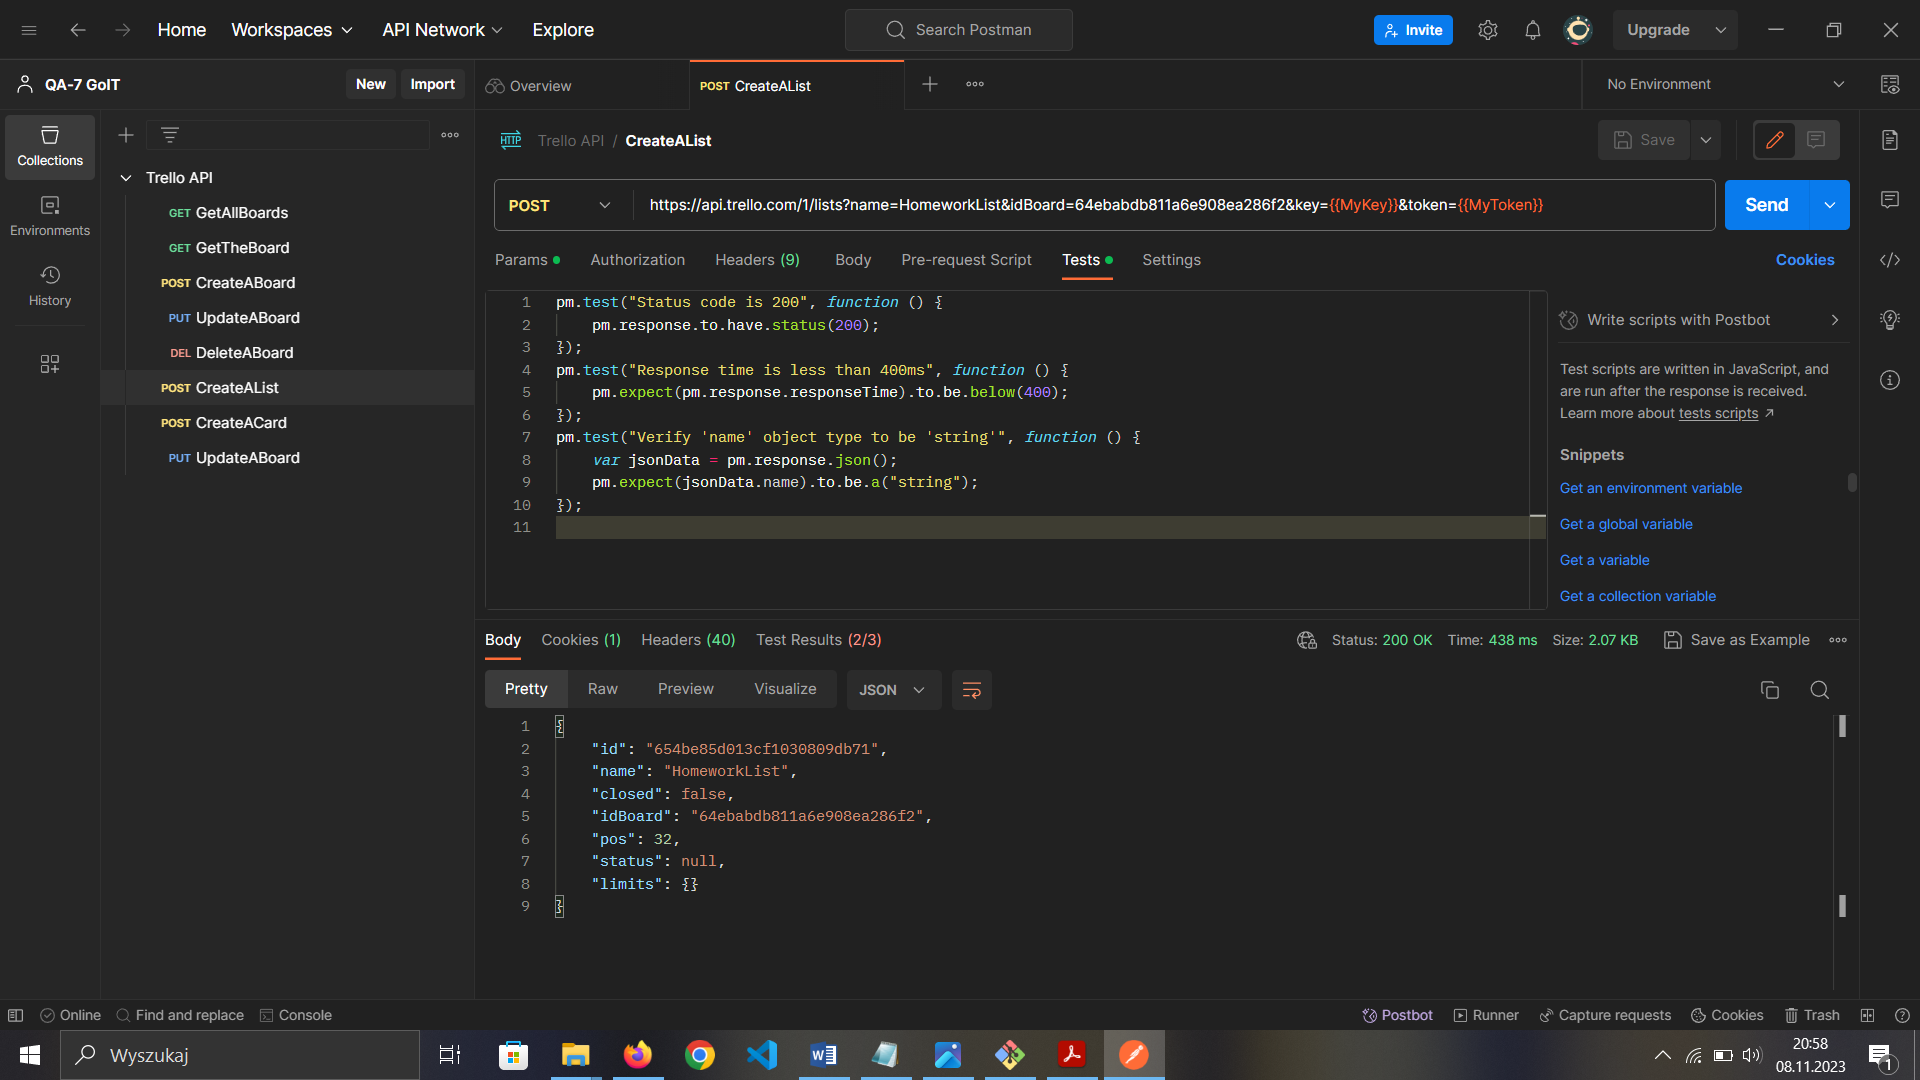 Home Workspaces API Network Explore Search Postman Invite Upgrade
QA-7 GoIT New Import Overview POST CreateAList No Environment
Collections
Environments
History
Trello API
GET GetAllBoards
GET GetTheBoard
POST CreateABoard
PUT UpdateABoard
DEL DeleteABoard
POST CreateAList
POST CreateACard
PUT UpdateABoard
HTTP Trello API / CreateAList Save
POST https://api.trello.com/1/lists?name=HomeworkList&idBoard=64ebabdb811a6e908ea286f2&key={{MyKey}}&token={{MyToken}} Send
Params Authorization Headers (9) Body Pre-request Script Tests Settings Cookies
1 pm.test("Status code is 200", function () {
2 pm.response.to.have.status(200);
3 });
4 pm.test("Response time is less than 400ms", function () {
5 pm.expect(pm.response.responseTime).to.be.below(400);
6 });
7 pm.test("Verify 'name' object type to be 'string'", function () {
8 var jsonData = pm.response.json();
9 pm.expect(jsonData.name).to.be.a("string");
10 });
11
Write scripts with Postbot
Test scripts are written in JavaScript, and
are run after the response is received.
Learn more about tests scripts
Snippets
Get an environment variable
Get a global variable
Get a variable
Get a collection variable
Body Cookies (1) Headers (40) Test Results (2/3) Status: 200 OK Time: 438 ms Size: 2.07 KB Save as Example
Pretty Raw Preview Visualize JSON
1 {
2 "id": "654be85d013cf1030809db71",
3 "name": "HomeworkList",
4 "closed": false,
5 "idBoard": "64ebabdb811a6e908ea286f2",
6 "pos": 32,
7 "status": null,
8 "limits": {}
9 }
Online Find and replace Console Postbot Runner Capture requests Cookies Trash
Wyszukaj
20:58
08.11.2023
1